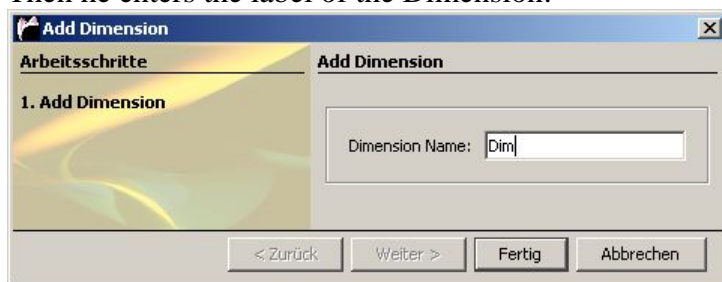 Then he enters the label of the Dimension.
Add Dimension
Arbeitsschritte
1. Add Dimension
Add Dimension
Dimension Name: Dim
< Zurück Weiter > Fertig Abbrechen